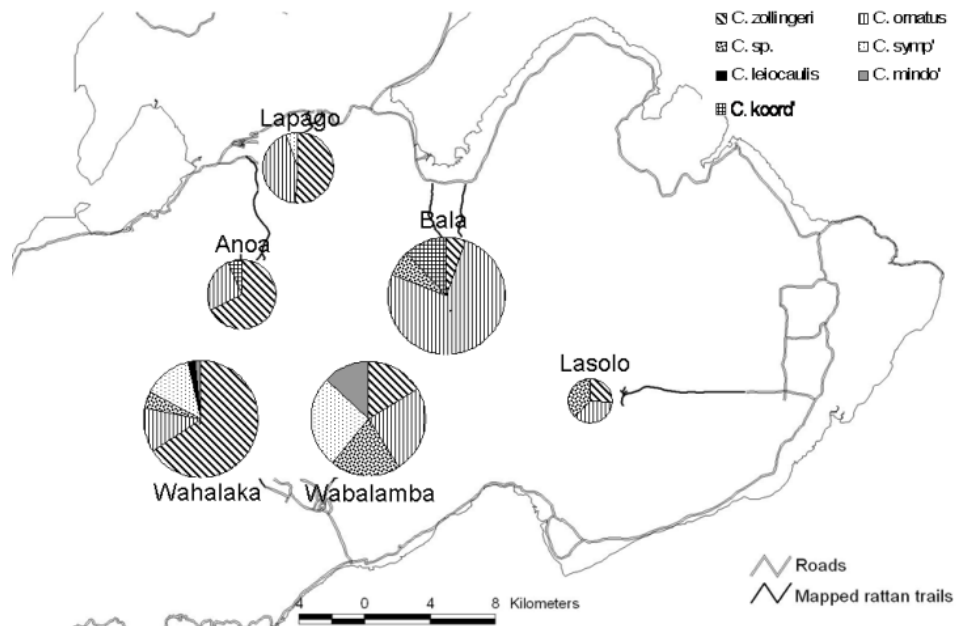 C. zollingeri C. ornatus
C. sp. C. symp'
C. leiocaulis C. mindo'
C. koord'
Lapago
Bala
Anoa
Lasolo
Wahalaka
Wabalamba
Roads
Mapped rattan trails
4 0 4 8 Kilometers